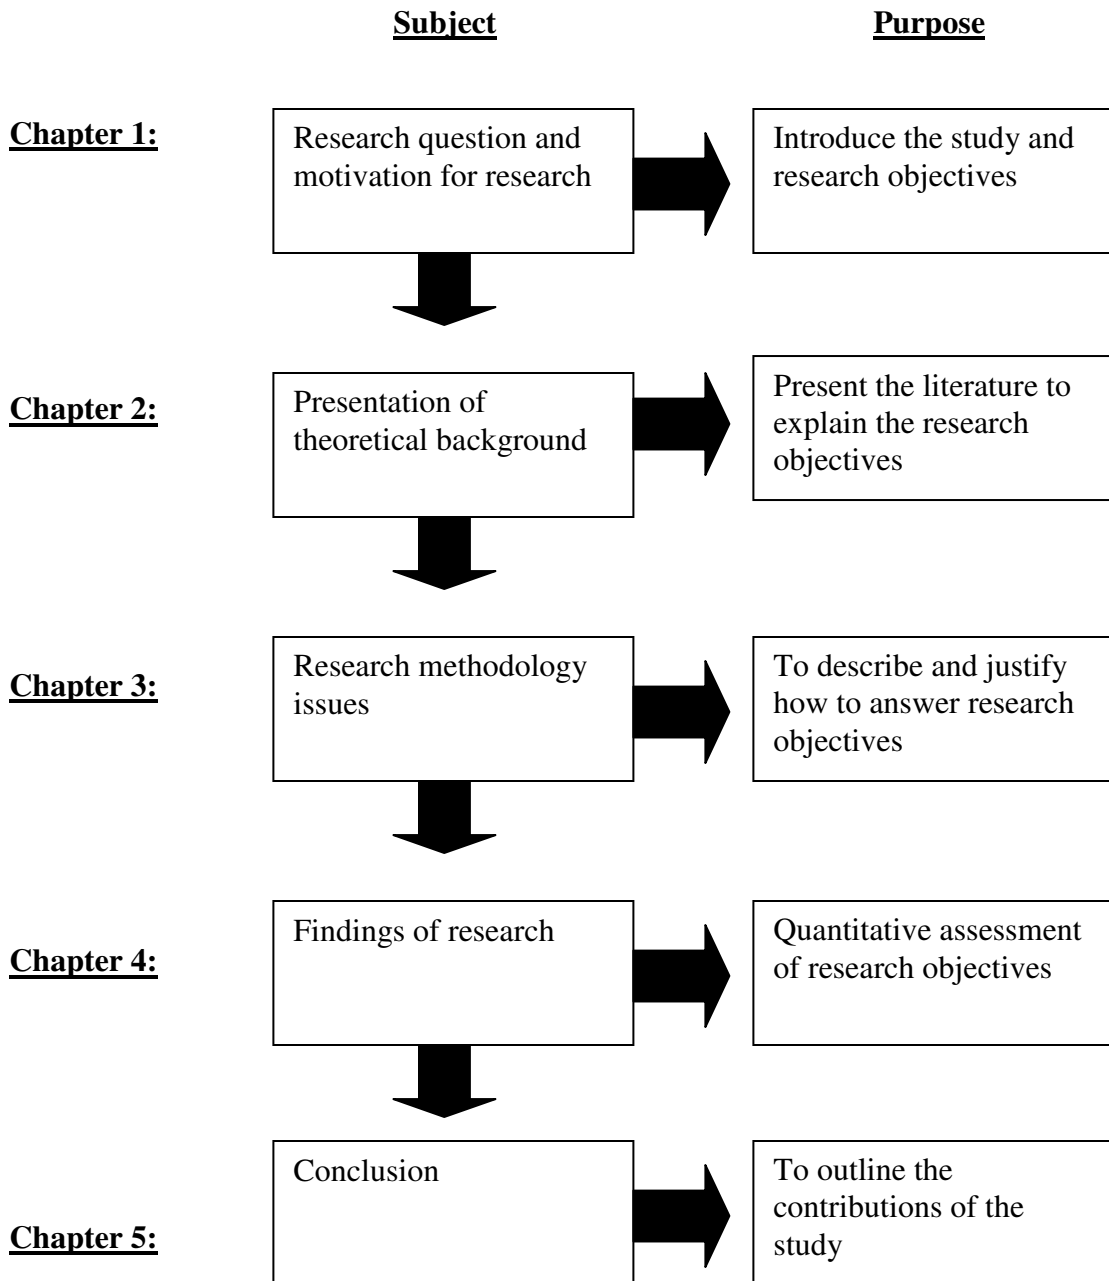 Subject
Purpose
Chapter 1:
Research question and
motivation for research
Introduce the study and
research objectives
Chapter 2:
Presentation of
theoretical background
Present the literature to
explain the research
objectives
Chapter 3:
Research methodology
issues
To describe and justify
how to answer research
objectives
Chapter 4:
Findings of research
Quantitative assessment
of research objectives
Chapter 5:
Conclusion
To outline the
contributions of the
study